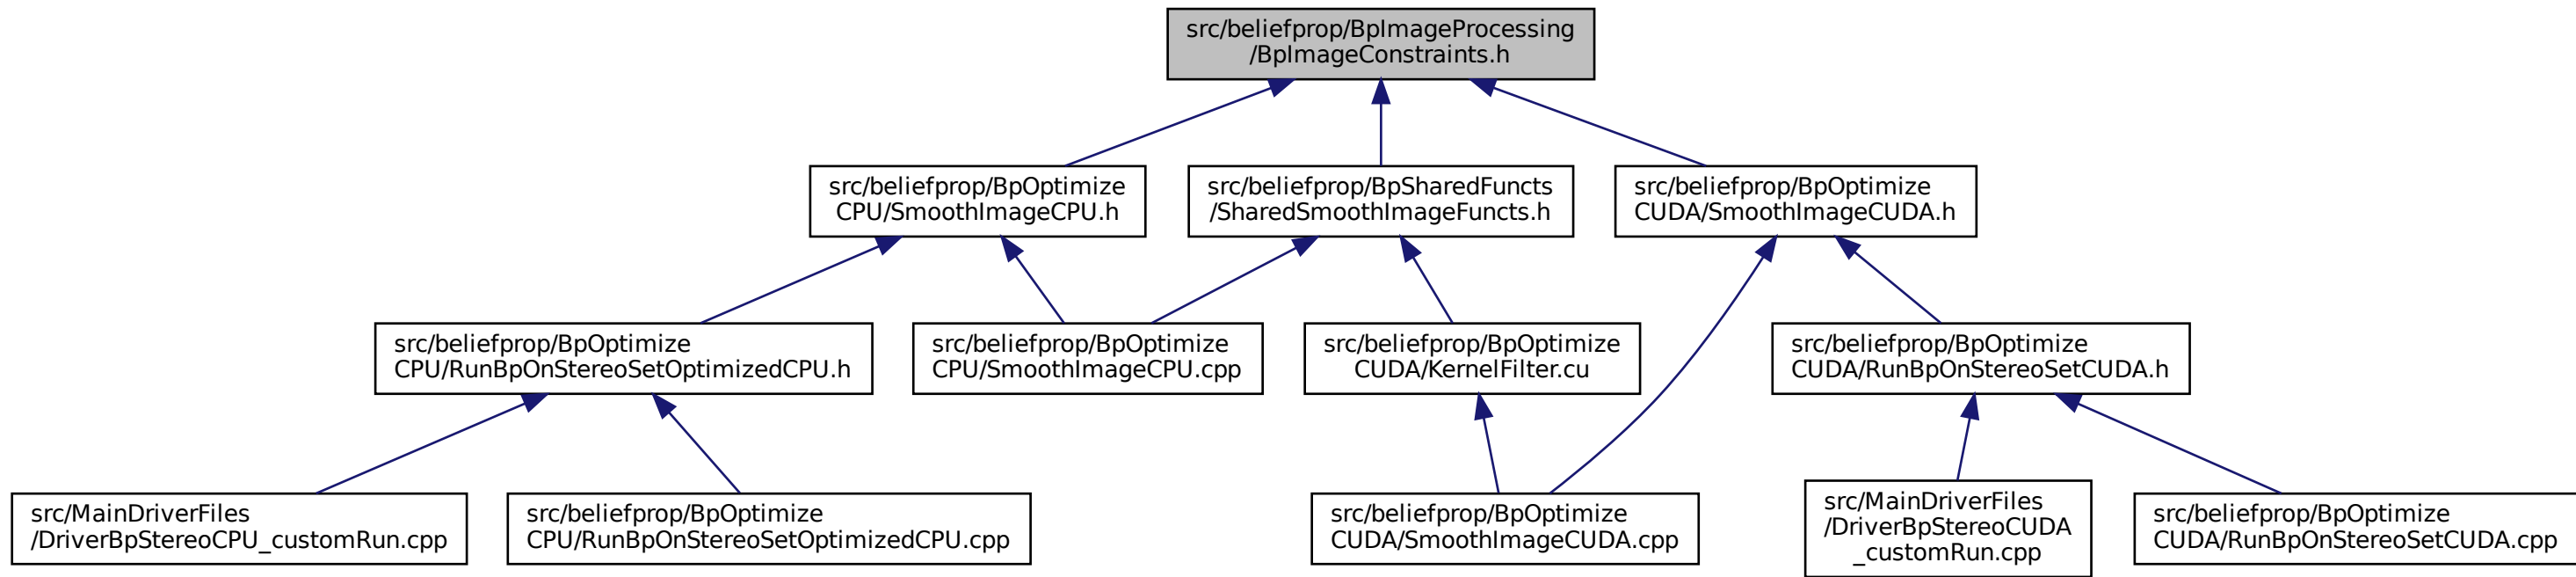 src/beliefprop/BpImageProcessing
/BpImageConstraints.h
src/beliefprop/BpOptimize
CPU/SmoothImageCPU.h
src/beliefprop/BpSharedFuncts
/SharedSmoothImageFuncts.h
src/beliefprop/BpOptimize
CUDA/SmoothImageCUDA.h
src/beliefprop/BpOptimize
CPU/RunBpOnStereoSetOptimizedCPU.h
src/beliefprop/BpOptimize
CPU/SmoothImageCPU.cpp
src/beliefprop/BpOptimize
CUDA/KernelFilter.cu
src/beliefprop/BpOptimize
CUDA/RunBpOnStereoSetCUDA.h
src/MainDriverFiles
/DriverBpStereoCPU_customRun.cpp
src/beliefprop/BpOptimize
CPU/RunBpOnStereoSetOptimizedCPU.cpp
src/beliefprop/BpOptimize
CUDA/SmoothImageCUDA.cpp
src/MainDriverFiles
/DriverBpStereoCUDA
_customRun.cpp
src/beliefprop/BpOptimize
CUDA/RunBpOnStereoSetCUDA.cpp